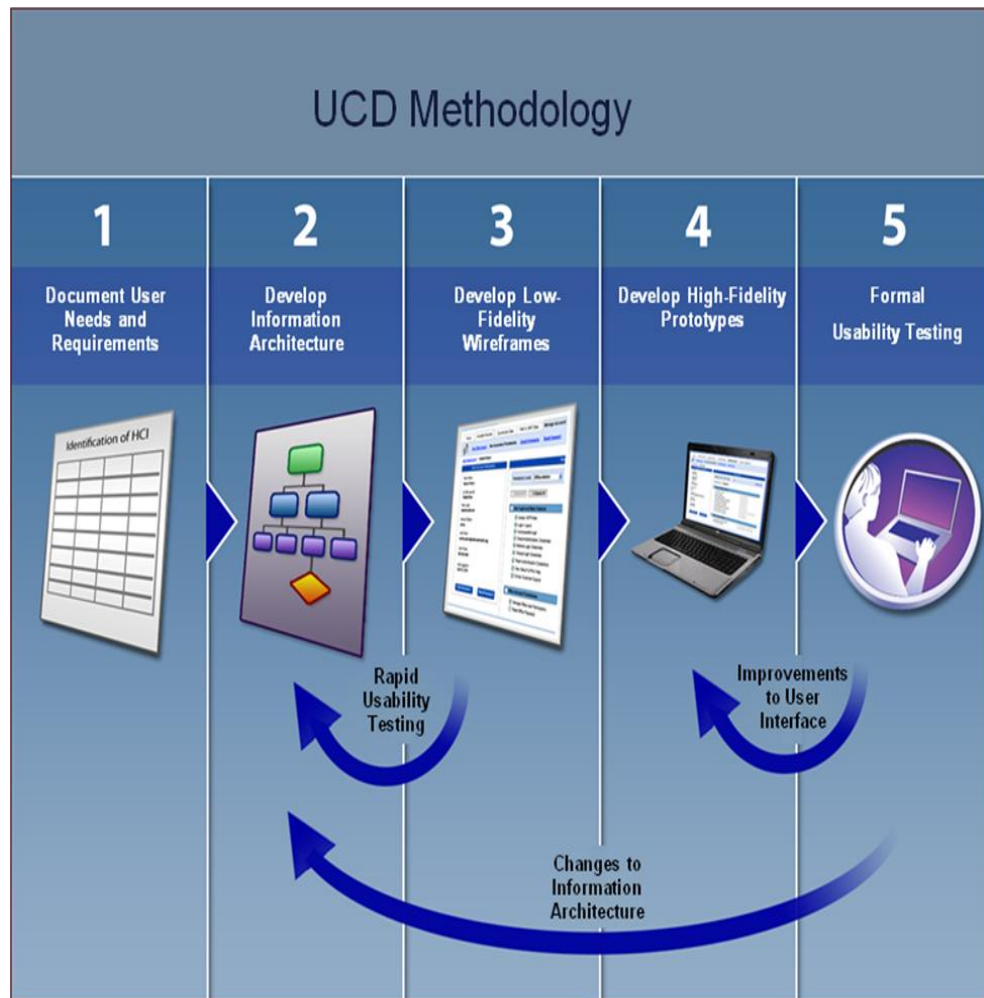 UCD Methodology
1
2
3
4
5
Document User
Needs and
Requirements
Develop
Information
Architecture
Develop Low-
Fidelity
Wireframes
Develop High-Fidelity
Prototypes
Formal
Usability Testing
Identification of HCI
Rapid
Usability
Testing
Improvements
to User
Interface
Changes to
Information
Architecture